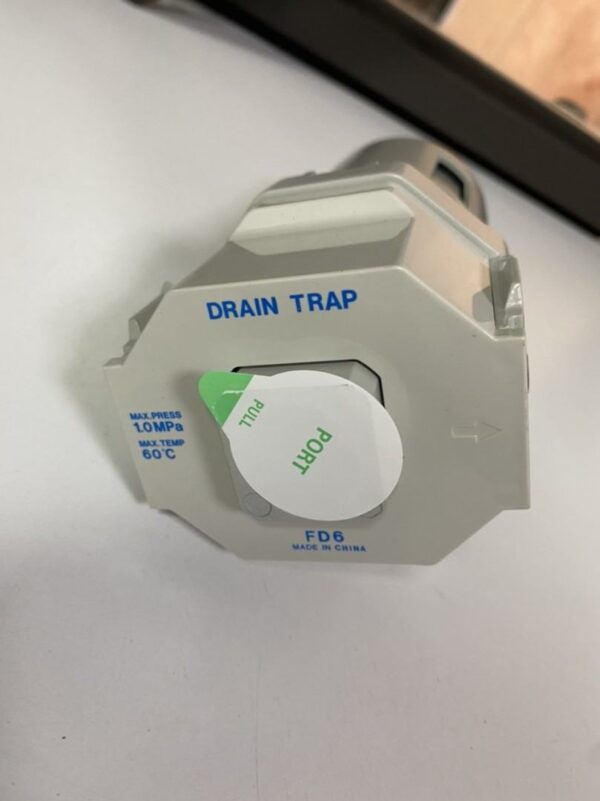 DRAIN TRAP
MAX.PRESS
1.0MPa
MAX.TEMP
60°C
PULL
PORT
FD6
MADE IN CHINA